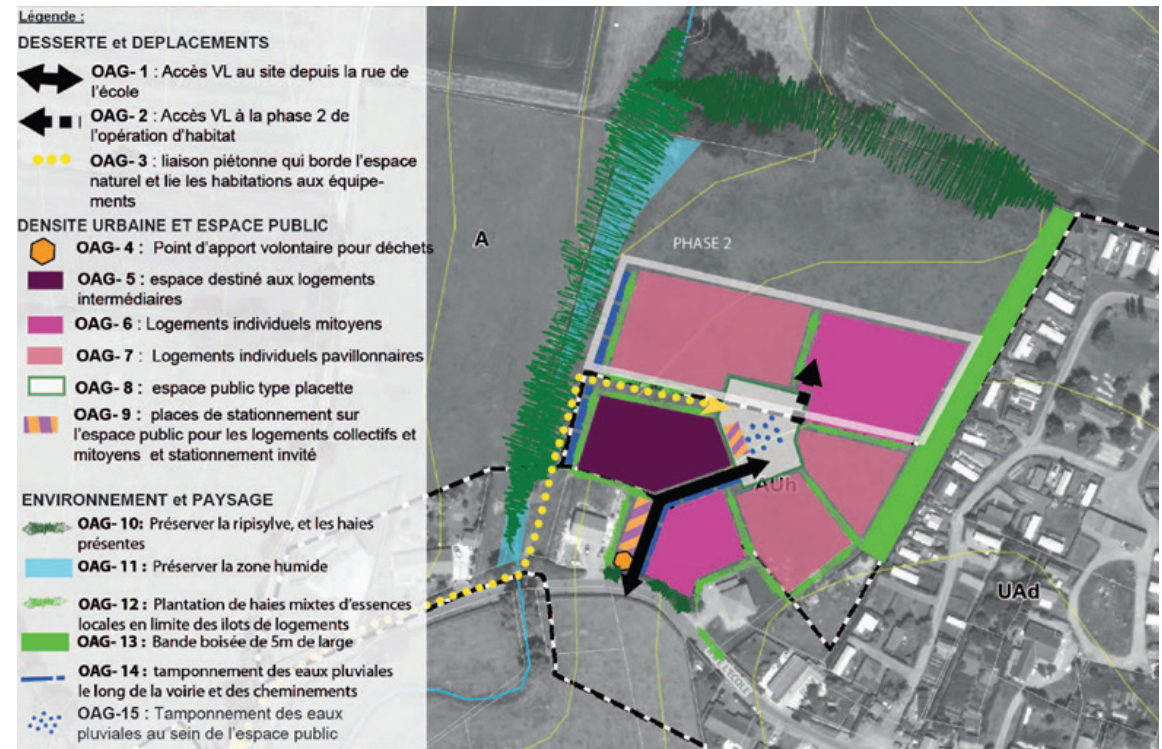 Légende :
DESSERTE et DEPLACEMENTS
OAG- 1 : Accès VL au site depuis la rue de
l'école
OAG- 2 : Accès VL à la phase 2 de
l'opération d'habitat
OAG- 3 : liaison piétonne qui borde l'espace
naturel et lie les habitations aux équipe-
ments
DENSITE URBAINE ET ESPACE PUBLIC
OAG- 4 : Point d'apport volontaire pour déchets
OAG- 5 : espace destiné aux logements
intermédiaires
OAG- 6 : Logements individuels mitoyens
OAG- 7 : Logements individuels pavillonnaires
OAG- 8 : espace public type placette
OAG- 9 : places de stationnement sur
l'espace public pour les logements collectifs et
mitoyens et stationnement invité
ENVIRONNEMENT et PAYSAGE
OAG- 10: Préserver la ripisylve, et les haies
présentes
OAG- 11 : Préserver la zone humide
OAG- 12 : Plantation de haies mixtes d'essences
locales en limite des ilots de logements
OAG- 13 : Bande boisée de 5m de large
OAG- 14 : tamponnement des eaux pluviales
le long de la voirie et des cheminements
OAG-15 : Tamponnement des eaux
pluviales au sein de l'espace public
A
PHASE 2
AUh
UAd
ECOLE